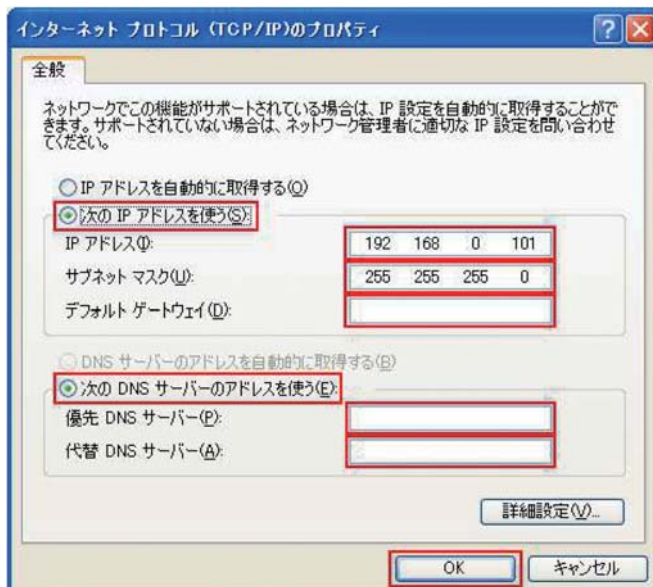 インターネット プロトコル (TCP/IP)のプロパティ
全般
ネットワークでこの機能がサポートされている場合は、IP 設定を自動的に取得することがで
きます。サポートされていない場合は、ネットワーク管理者に適切な IP 設定を問い合わせ
てください。
IP アドレスを自動的に取得する(O)
次の IP アドレスを使う(S):
IP アドレス(I): 192 168 0 101
サブネット マスク(U): 255 255 255 0
デフォルト ゲートウェイ(D):
DNS サーバーのアドレスを自動的に取得する(B)
次の DNS サーバーのアドレスを使う(E):
優先 DNS サーバー(P):
代替 DNS サーバー(A):
詳細設定(V)...
OK キャンセル